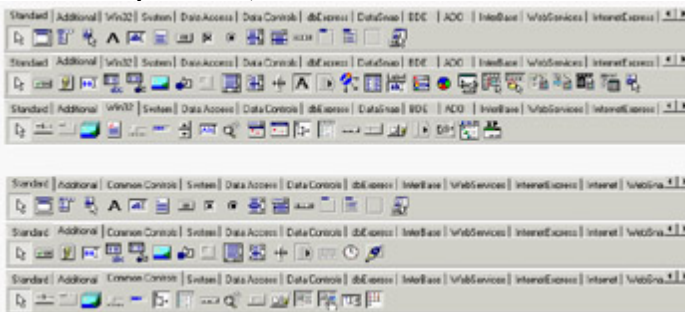 Standard Additional Win32 System Data Access Data Controls dbExpress DataSnap BDE ADO InterBase WebServices InternetExpress
Standard Additional Win32 System Data Access Data Controls dbExpress DataSnap BDE ADO InterBase WebServices InternetExpress
Standard Additional Win32 System Data Access Data Controls dbExpress DataSnap BDE ADO InterBase WebServices InternetExpress
Standard Additional Common Controls System Data Access Data Controls dbExpress InterBase WebServices InternetExpress Internet WebSna
Standard Additional Common Controls System Data Access Data Controls dbExpress InterBase WebServices InternetExpress Internet WebSna
Standard Additional Common Controls System Data Access Data Controls dbExpress InterBase WebServices InternetExpress Internet WebSna